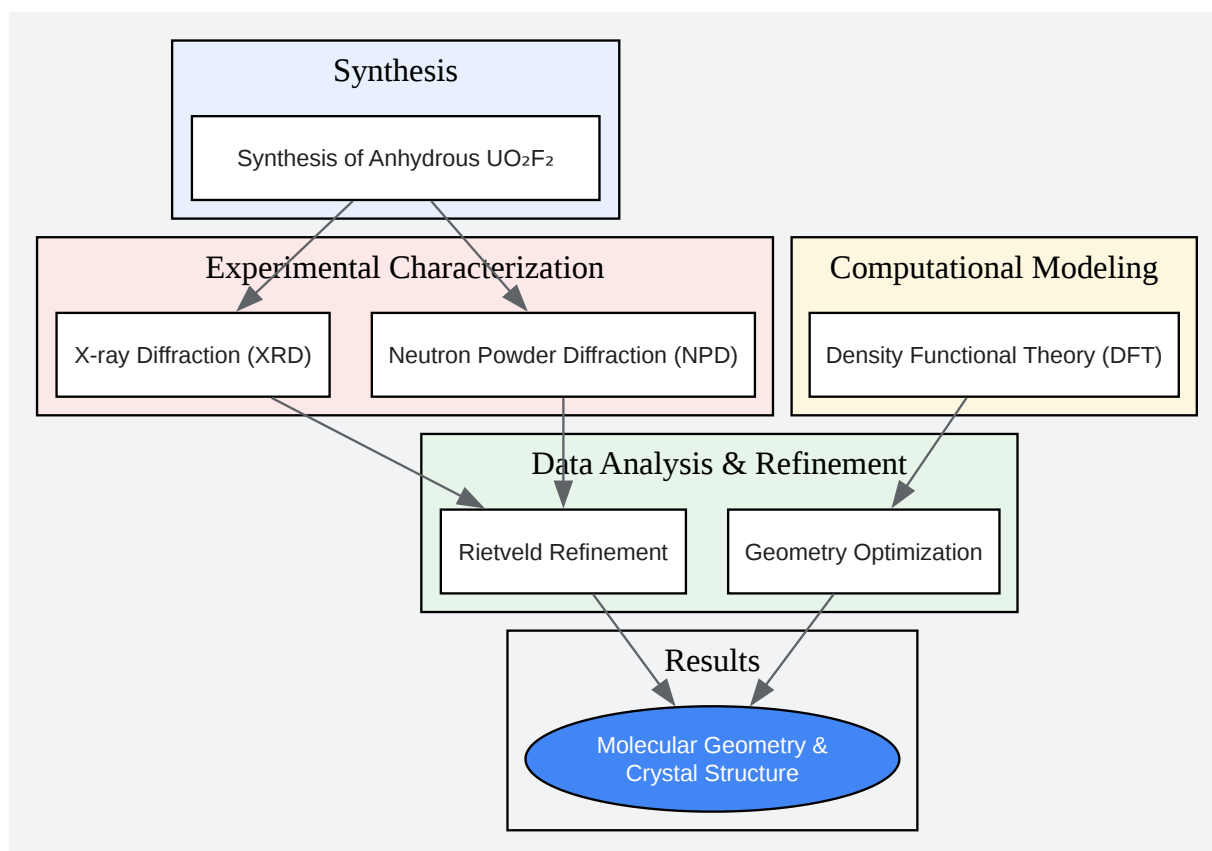 Synthesis
Synthesis of Anhydrous UO₂F₂
Experimental Characterization
X-ray Diffraction (XRD)
Neutron Powder Diffraction (NPD)
Computational Modeling
Density Functional Theory (DFT)
Data Analysis & Refinement
Rietveld Refinement
Geometry Optimization
Results
Molecular Geometry &
Crystal Structure